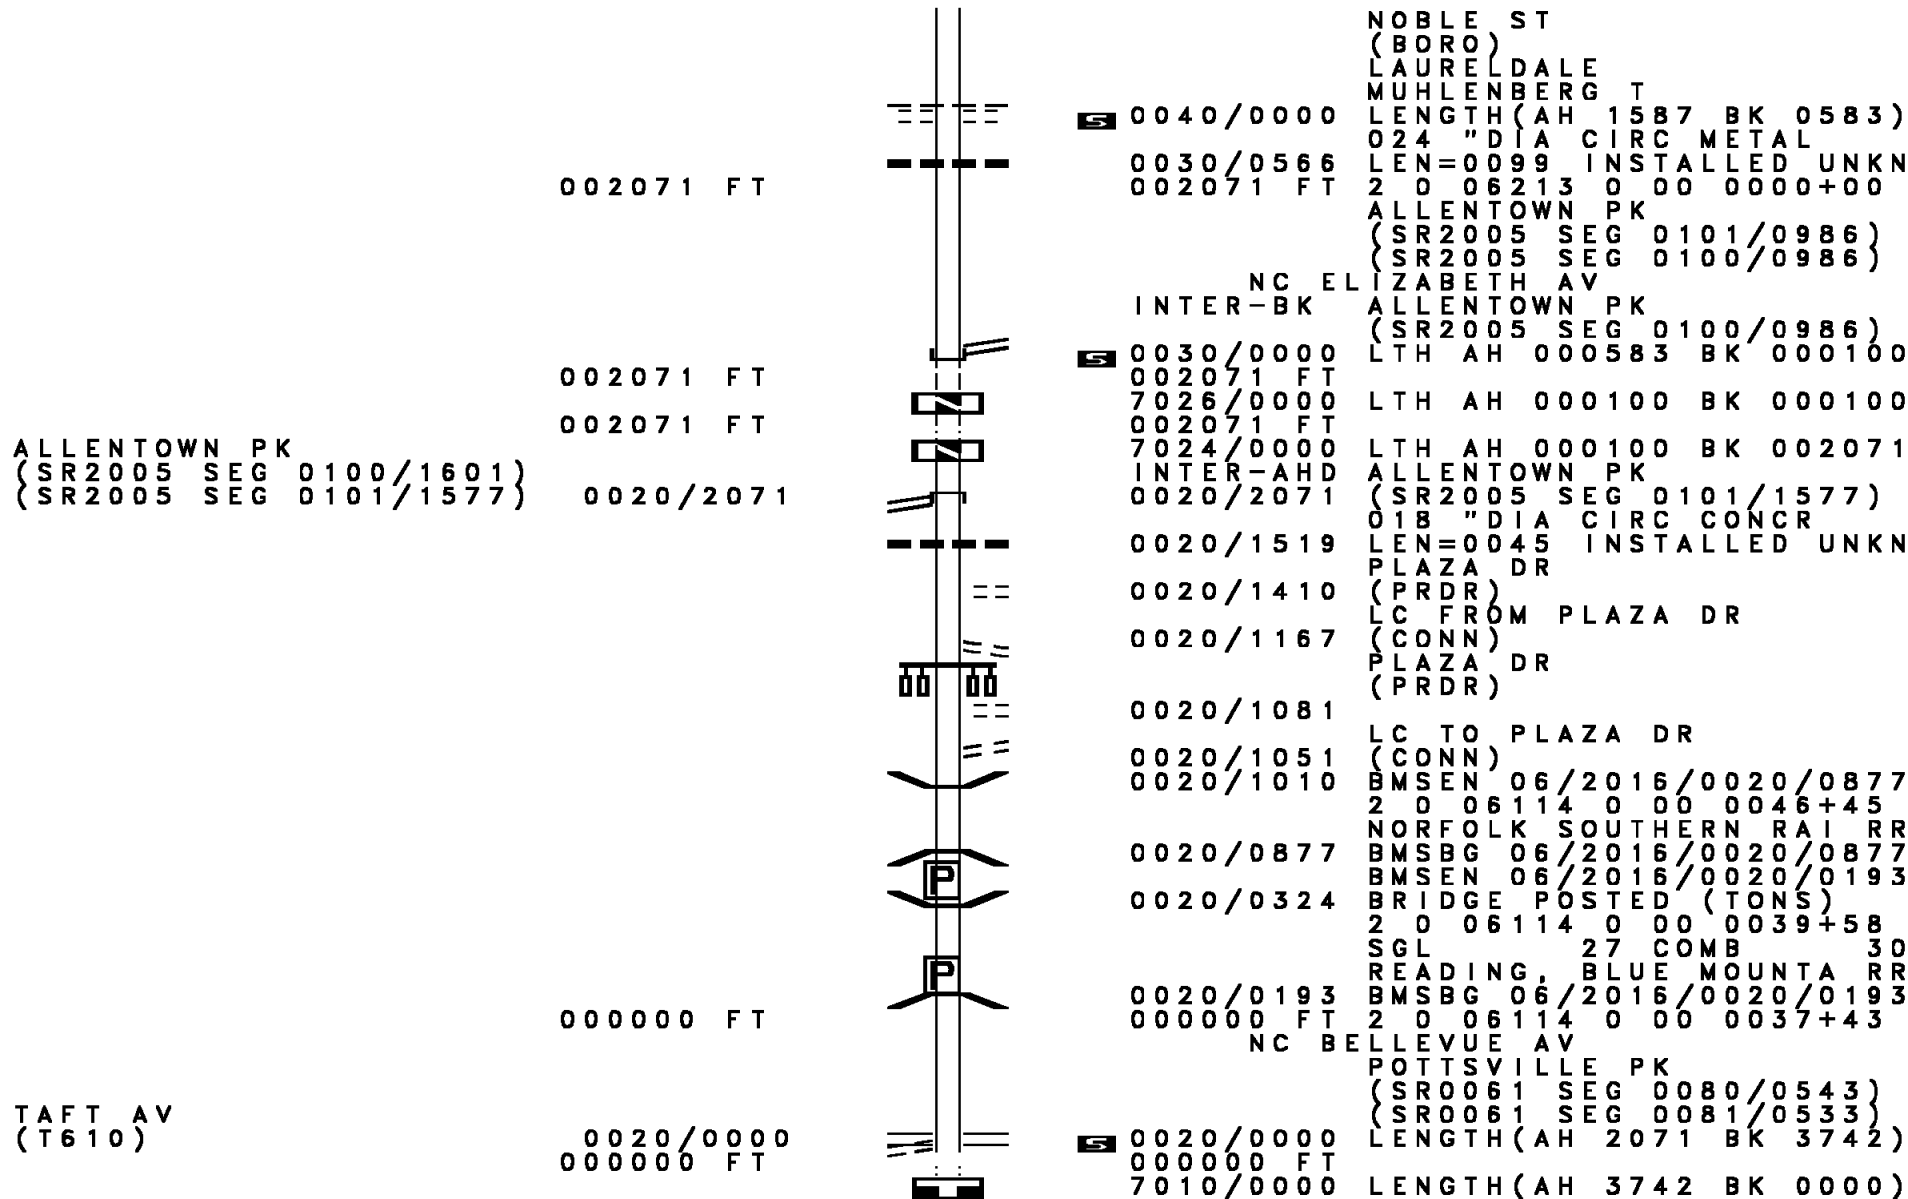 NOBLE ST
(BORO)
LAURELDALE
MUHLENBERG T
S 0040/0000 LENGTH(AH 1587 BK 0583)
024 "DIA CIRC METAL
0030/0566 LEN=0099 INSTALLED UNKN
002071 FT 002071 FT 2 0 06213 0 00 0000+00
ALLENTOWN PK
(SR2005 SEG 0101/0986)
(SR2005 SEG 0100/0986)
NC ELIZABETH AV
INTER-BK ALLENTOWN PK
(SR2005 SEG 0100/0986)
S 0030/0000 LTH AH 000583 BK 000100
002071 FT 002071 FT
7026/0000 LTH AH 000100 BK 000100
002071 FT 002071 FT
ALLENTOWN PK 7024/0000 LTH AH 000100 BK 002071
(SR2005 SEG 0100/1601) INTER-AHD ALLENTOWN PK
(SR2005 SEG 0101/1577) 0020/2071 0020/2071 (SR2005 SEG 0101/1577)
018 "DIA CIRC CONCR
0020/1519 LEN=0045 INSTALLED UNKN
PLAZA DR
0020/1410 (PRDR)
LC FROM PLAZA DR
0020/1167 (CONN)
PLAZA DR
(PRDR)
0020/1081
LC TO PLAZA DR
0020/1051 (CONN)
0020/1010 BMSEN 06/2016/0020/0877
2 0 06114 0 00 0046+45
NORFOLK SOUTHERN RAI RR
0020/0877 BMSBG 06/2016/0020/0877
P BMSEN 06/2016/0020/0193
0020/0324 BRIDGE POSTED (TONS)
2 0 06114 0 00 0039+58
SGL 27 COMB 30
P READING, BLUE MOUNTA RR
0020/0193 BMSBG 06/2016/0020/0193
000000 FT 000000 FT 2 0 06114 0 00 0037+43
NC BELLEVUE AV
POTTSVILLE PK
(SR0061 SEG 0080/0543)
TAFT AV (SR0061 SEG 0081/0533)
(T610) 0020/0000 S 0020/0000 LENGTH(AH 2071 BK 3742)
000000 FT 000000 FT
7010/0000 LENGTH(AH 3742 BK 0000)